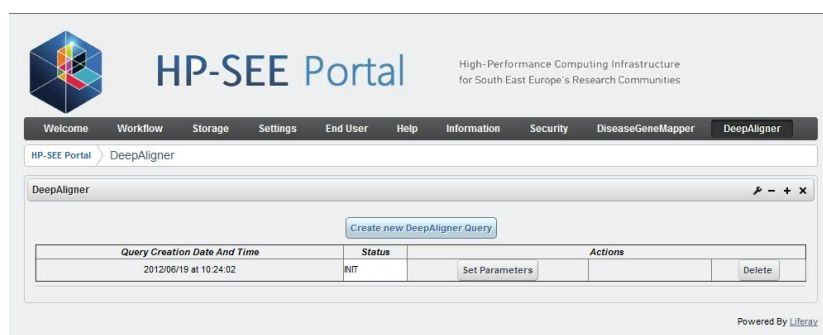 HP-SEE Portal
High-Performance Computing Infrastructure
for South East Europe's Research Communities
Welcome Workflow Storage Settings End User Help Information Security DiseaseGeneMapper DeepAligner
HP-SEE Portal DeepAligner
DeepAligner
Create new DeepAligner Query
Query Creation Date And Time Status Actions
2012/06/19 at 10:24:02 INIT Set Parameters Delete
Powered By Liferay